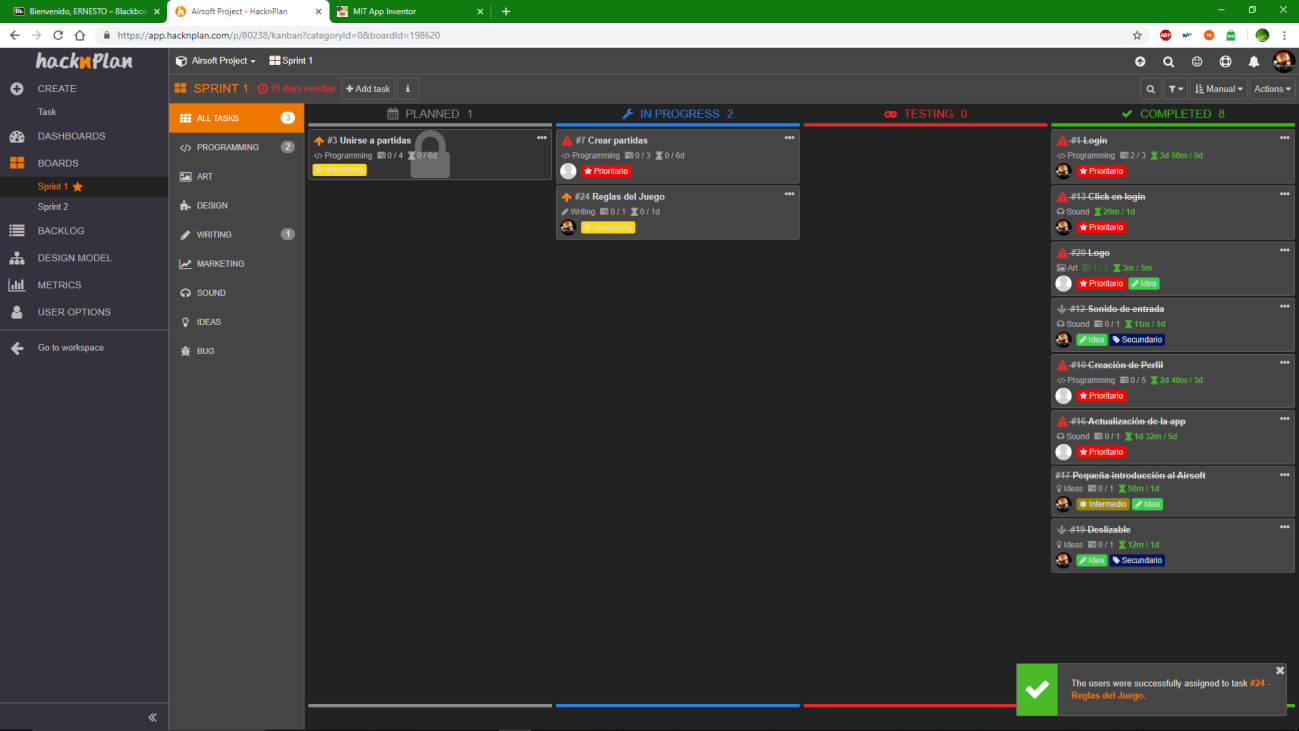 Bienvenido, ERNESTO – Blackboa
Airsoft Project - HacknPlan
MIT App Inventor
https://app.hacknplan.com/p/80238/kanban?categoryId=0&boardId=198620
hacknPlan
Airsoft Project
Sprint 1
CREATE
Task
DASHBOARDS
BOARDS
Sprint 1
Sprint 2
BACKLOG
DESIGN MODEL
METRICS
USER OPTIONS
Go to workspace
SPRINT 1
19 days overdue
Add task
Manual
Actions
ALL TASKS 3
PROGRAMMING 2
ART
DESIGN
WRITING 1
MARKETING
SOUND
IDEAS
BUG
PLANNED 1
#3 Unirse a partidas
Programming 0 / 4 0 / 6d
Importante
IN PROGRESS 2
#7 Crear partidas
Programming 0 / 3 0 / 6d
Prioritario
#24 Reglas del Juego
Writing 0 / 1 0 / 1d
Importante
TESTING 0
COMPLETED 8
#1 Login
Programming 2 / 3 3d 50m / 5d
Prioritario
#13 Click en login
Sound 20m / 1d
Prioritario
#20 Logo
Art 1 / 1 3m / 5m
Prioritario Idea
#12 Sonido de entrada
Sound 0 / 1 11m / 1d
Idea Secundario
#10 Creación de Perfil
Programming 0 / 5 2d 40m / 3d
Prioritario
#16 Actualización de la app
Sound 0 / 1 1d 32m / 5d
Prioritario
#17 Pequeña introducción al Airsoft
Ideas 0 / 1 50m / 1d
Intermedio Idea
#19 Deslizable
Ideas 0 / 1 12m / 1d
Idea Secundario
The users were successfully assigned to task #24 -
Reglas del Juego.